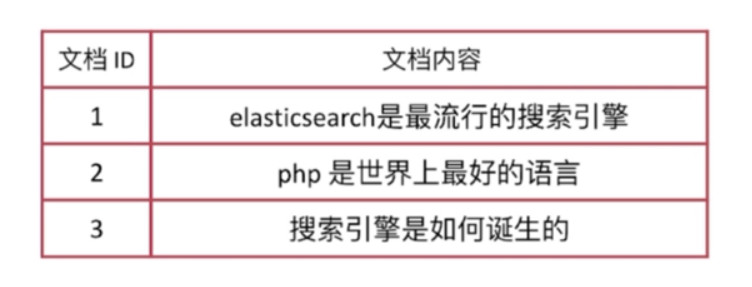 文档 ID 文档内容
1 elasticsearch是最流行的搜索引擎
2 php 是世界上最好的语言
3 搜索引擎是如何诞生的